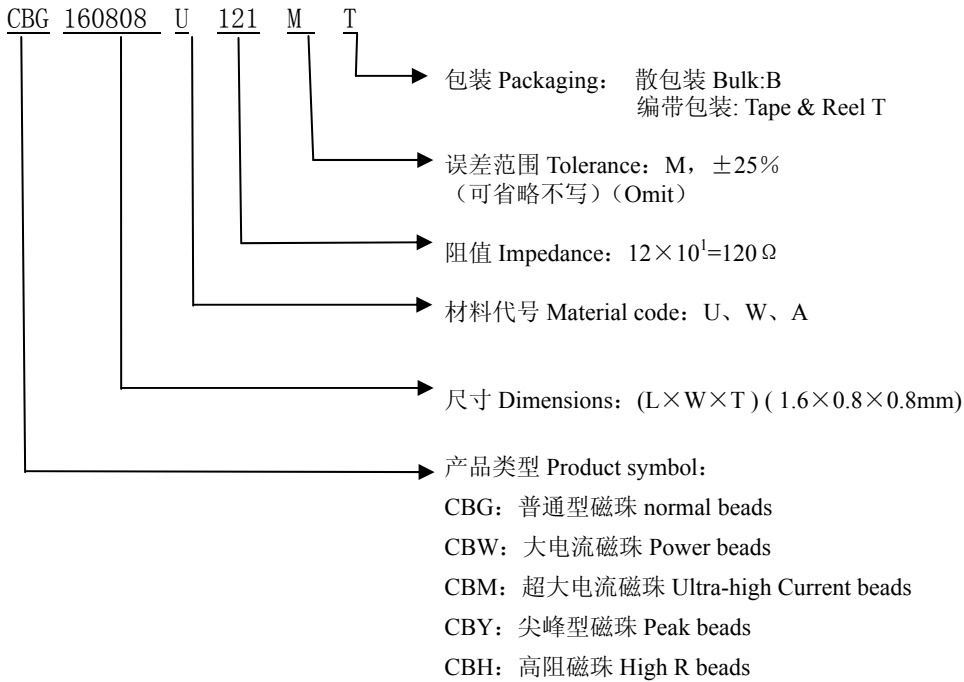 CBG 160808 U 121 M T
包装 Packaging： 散包装 Bulk:B
编带包装: Tape & Reel T
误差范围 Tolerance：M，±25％
（可省略不写）（Omit）
阻值 Impedance：12×10¹=120Ω
材料代号 Material code：U、W、A
尺寸 Dimensions：(L×W×T ) ( 1.6×0.8×0.8mm)
产品类型 Product symbol：
CBG：普通型磁珠 normal beads
CBW：大电流磁珠 Power beads
CBM：超大电流磁珠 Ultra-high Current beads
CBY：尖峰型磁珠 Peak beads
CBH：高阻磁珠 High R beads